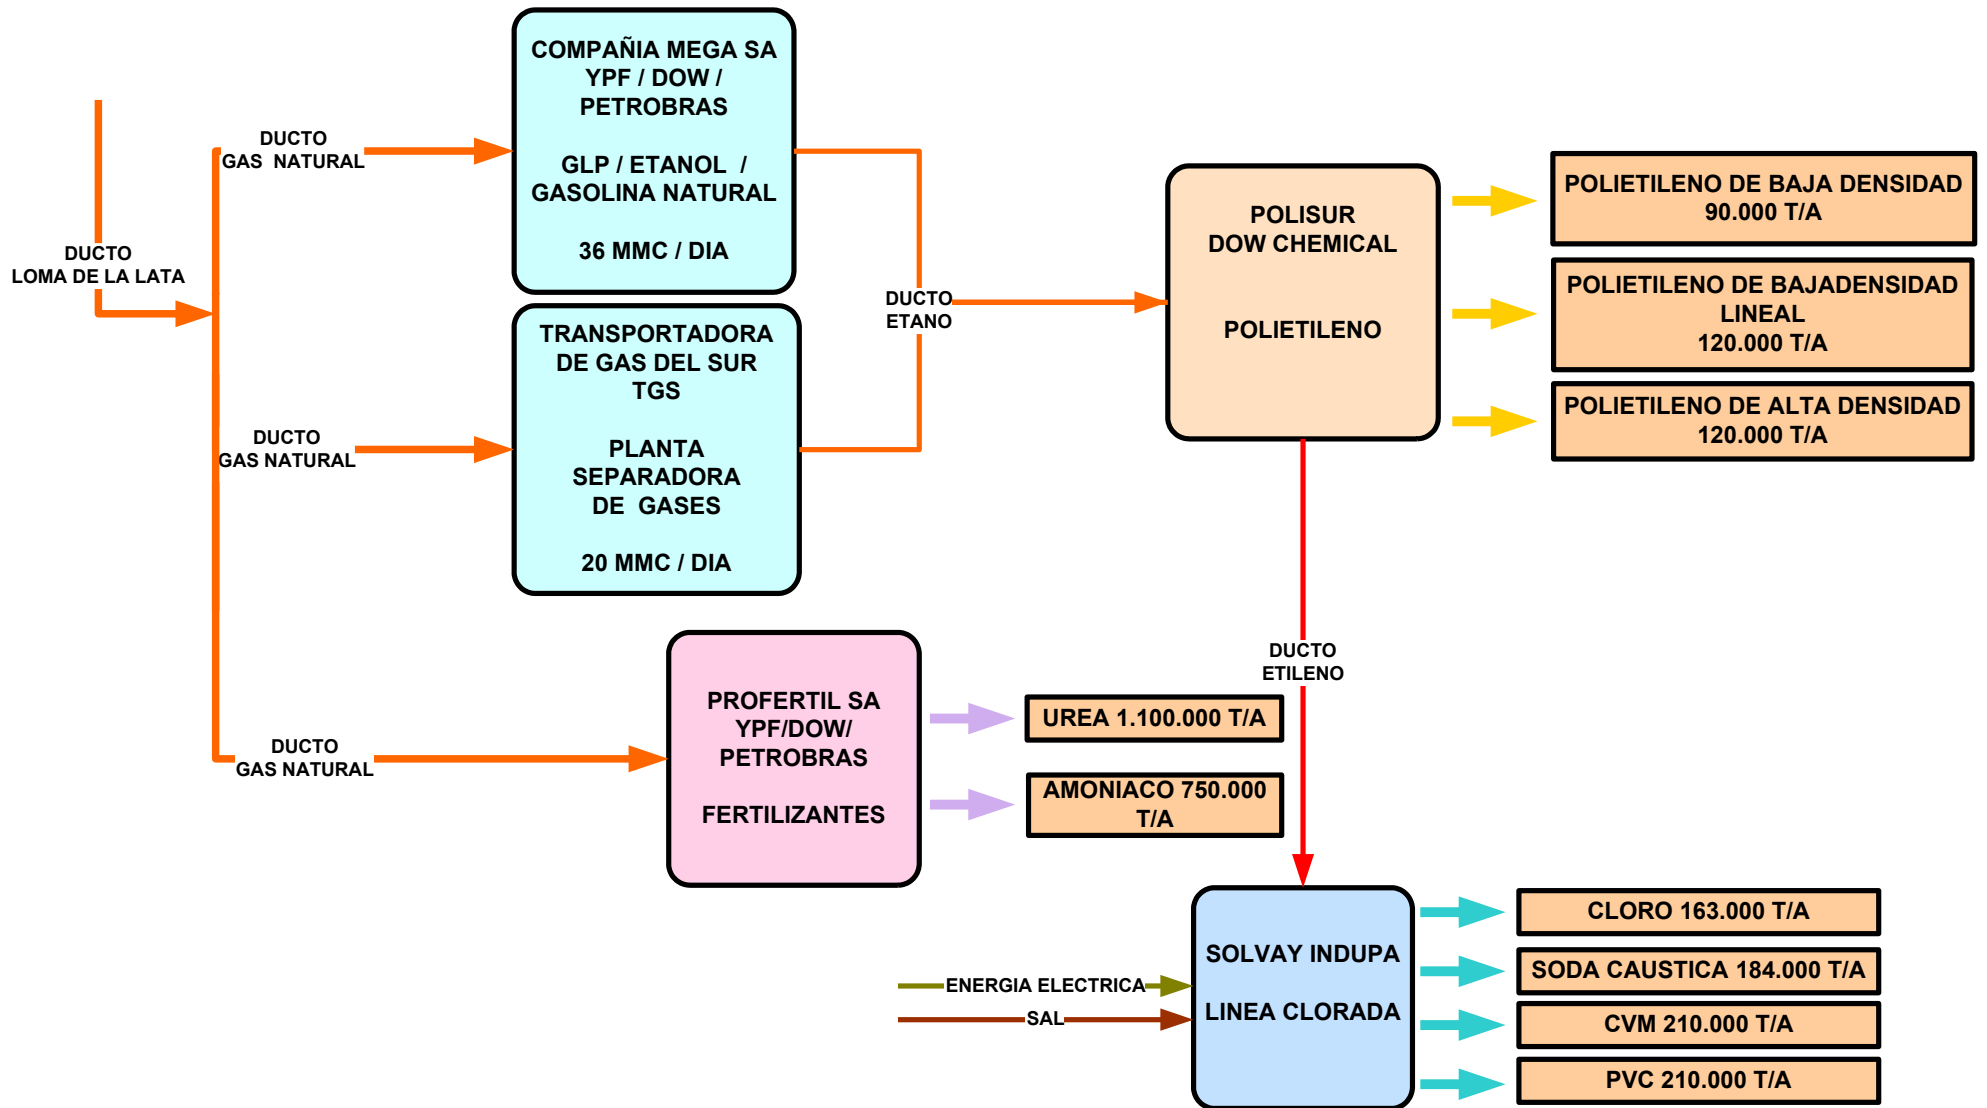 DUCTO
LOMA DE LA LATA
DUCTO
GAS NATURAL
COMPAÑIA MEGA SA
YPF / DOW /
PETROBRAS
GLP / ETANOL /
GASOLINA NATURAL
36 MMC / DIA
DUCTO
GAS NATURAL
TRANSPORTADORA
DE GAS DEL SUR
TGS
PLANTA
SEPARADORA
DE GASES
20 MMC / DIA
DUCTO
ETANO
POLISUR
DOW CHEMICAL
POLIETILENO
POLIETILENO DE BAJA DENSIDAD
90.000 T/A
POLIETILENO DE BAJADENSIDAD
LINEAL
120.000 T/A
POLIETILENO DE ALTA DENSIDAD
120.000 T/A
DUCTO
GAS NATURAL
PROFERTIL SA
YPF/DOW/
PETROBRAS
FERTILIZANTES
UREA 1.100.000 T/A
AMONIACO 750.000
T/A
DUCTO
ETILENO
ENERGIA ELECTRICA
SAL
SOLVAY INDUPA
LINEA CLORADA
CLORO 163.000 T/A
SODA CAUSTICA 184.000 T/A
CVM 210.000 T/A
PVC 210.000 T/A